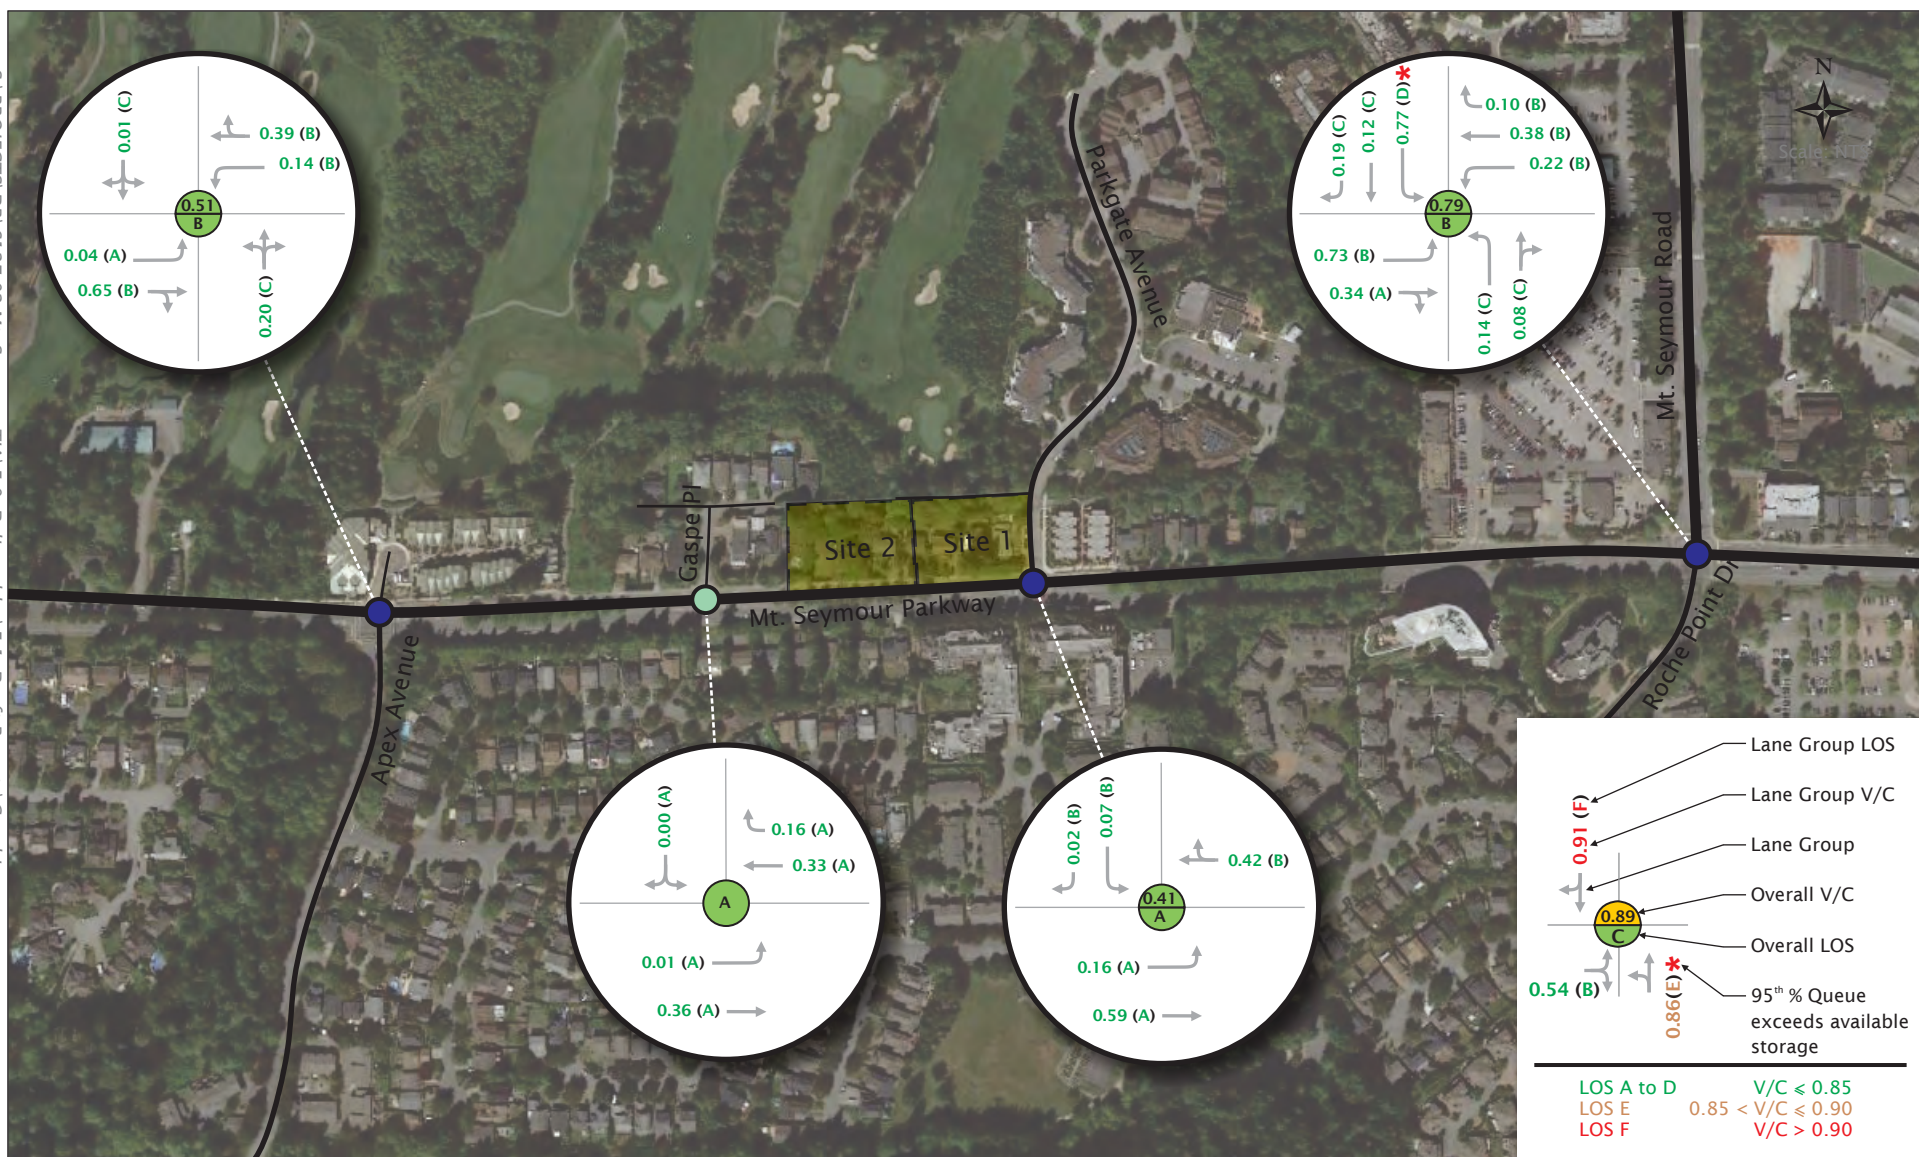 0.01 (C)
0.39 (B)
0.14 (B)
0.51
B
0.04 (A)
0.65 (B)
0.20 (C)
0.19 (C)
0.12 (C)
0.77 (D)*
0.10 (B)
0.38 (B)
0.22 (B)
0.79
B
0.73 (B)
0.34 (A)
0.14 (C)
0.08 (C)
N
Scale: NTS
Parkgate Avenue
Mt. Seymour Road
Gaspe Pl
Site 2
Site 1
Mt. Seymour Parkway
Apex Avenue
Roche Point Dr
0.00 (A)
0.16 (A)
0.33 (A)
A
0.01 (A)
0.36 (A)
0.02 (B)
0.07 (B)
0.42 (B)
0.41
A
0.16 (A)
0.59 (A)
Lane Group LOS
0.91 (F)
Lane Group V/C
Lane Group
Overall V/C
0.89
C
Overall LOS
0.54 (B)
0.86(E)*
95th % Queue
exceeds available
storage
LOS A to D V/C ⩽ 0.85
LOS E 0.85 < V/C ⩽ 0.90
LOS F V/C > 0.90